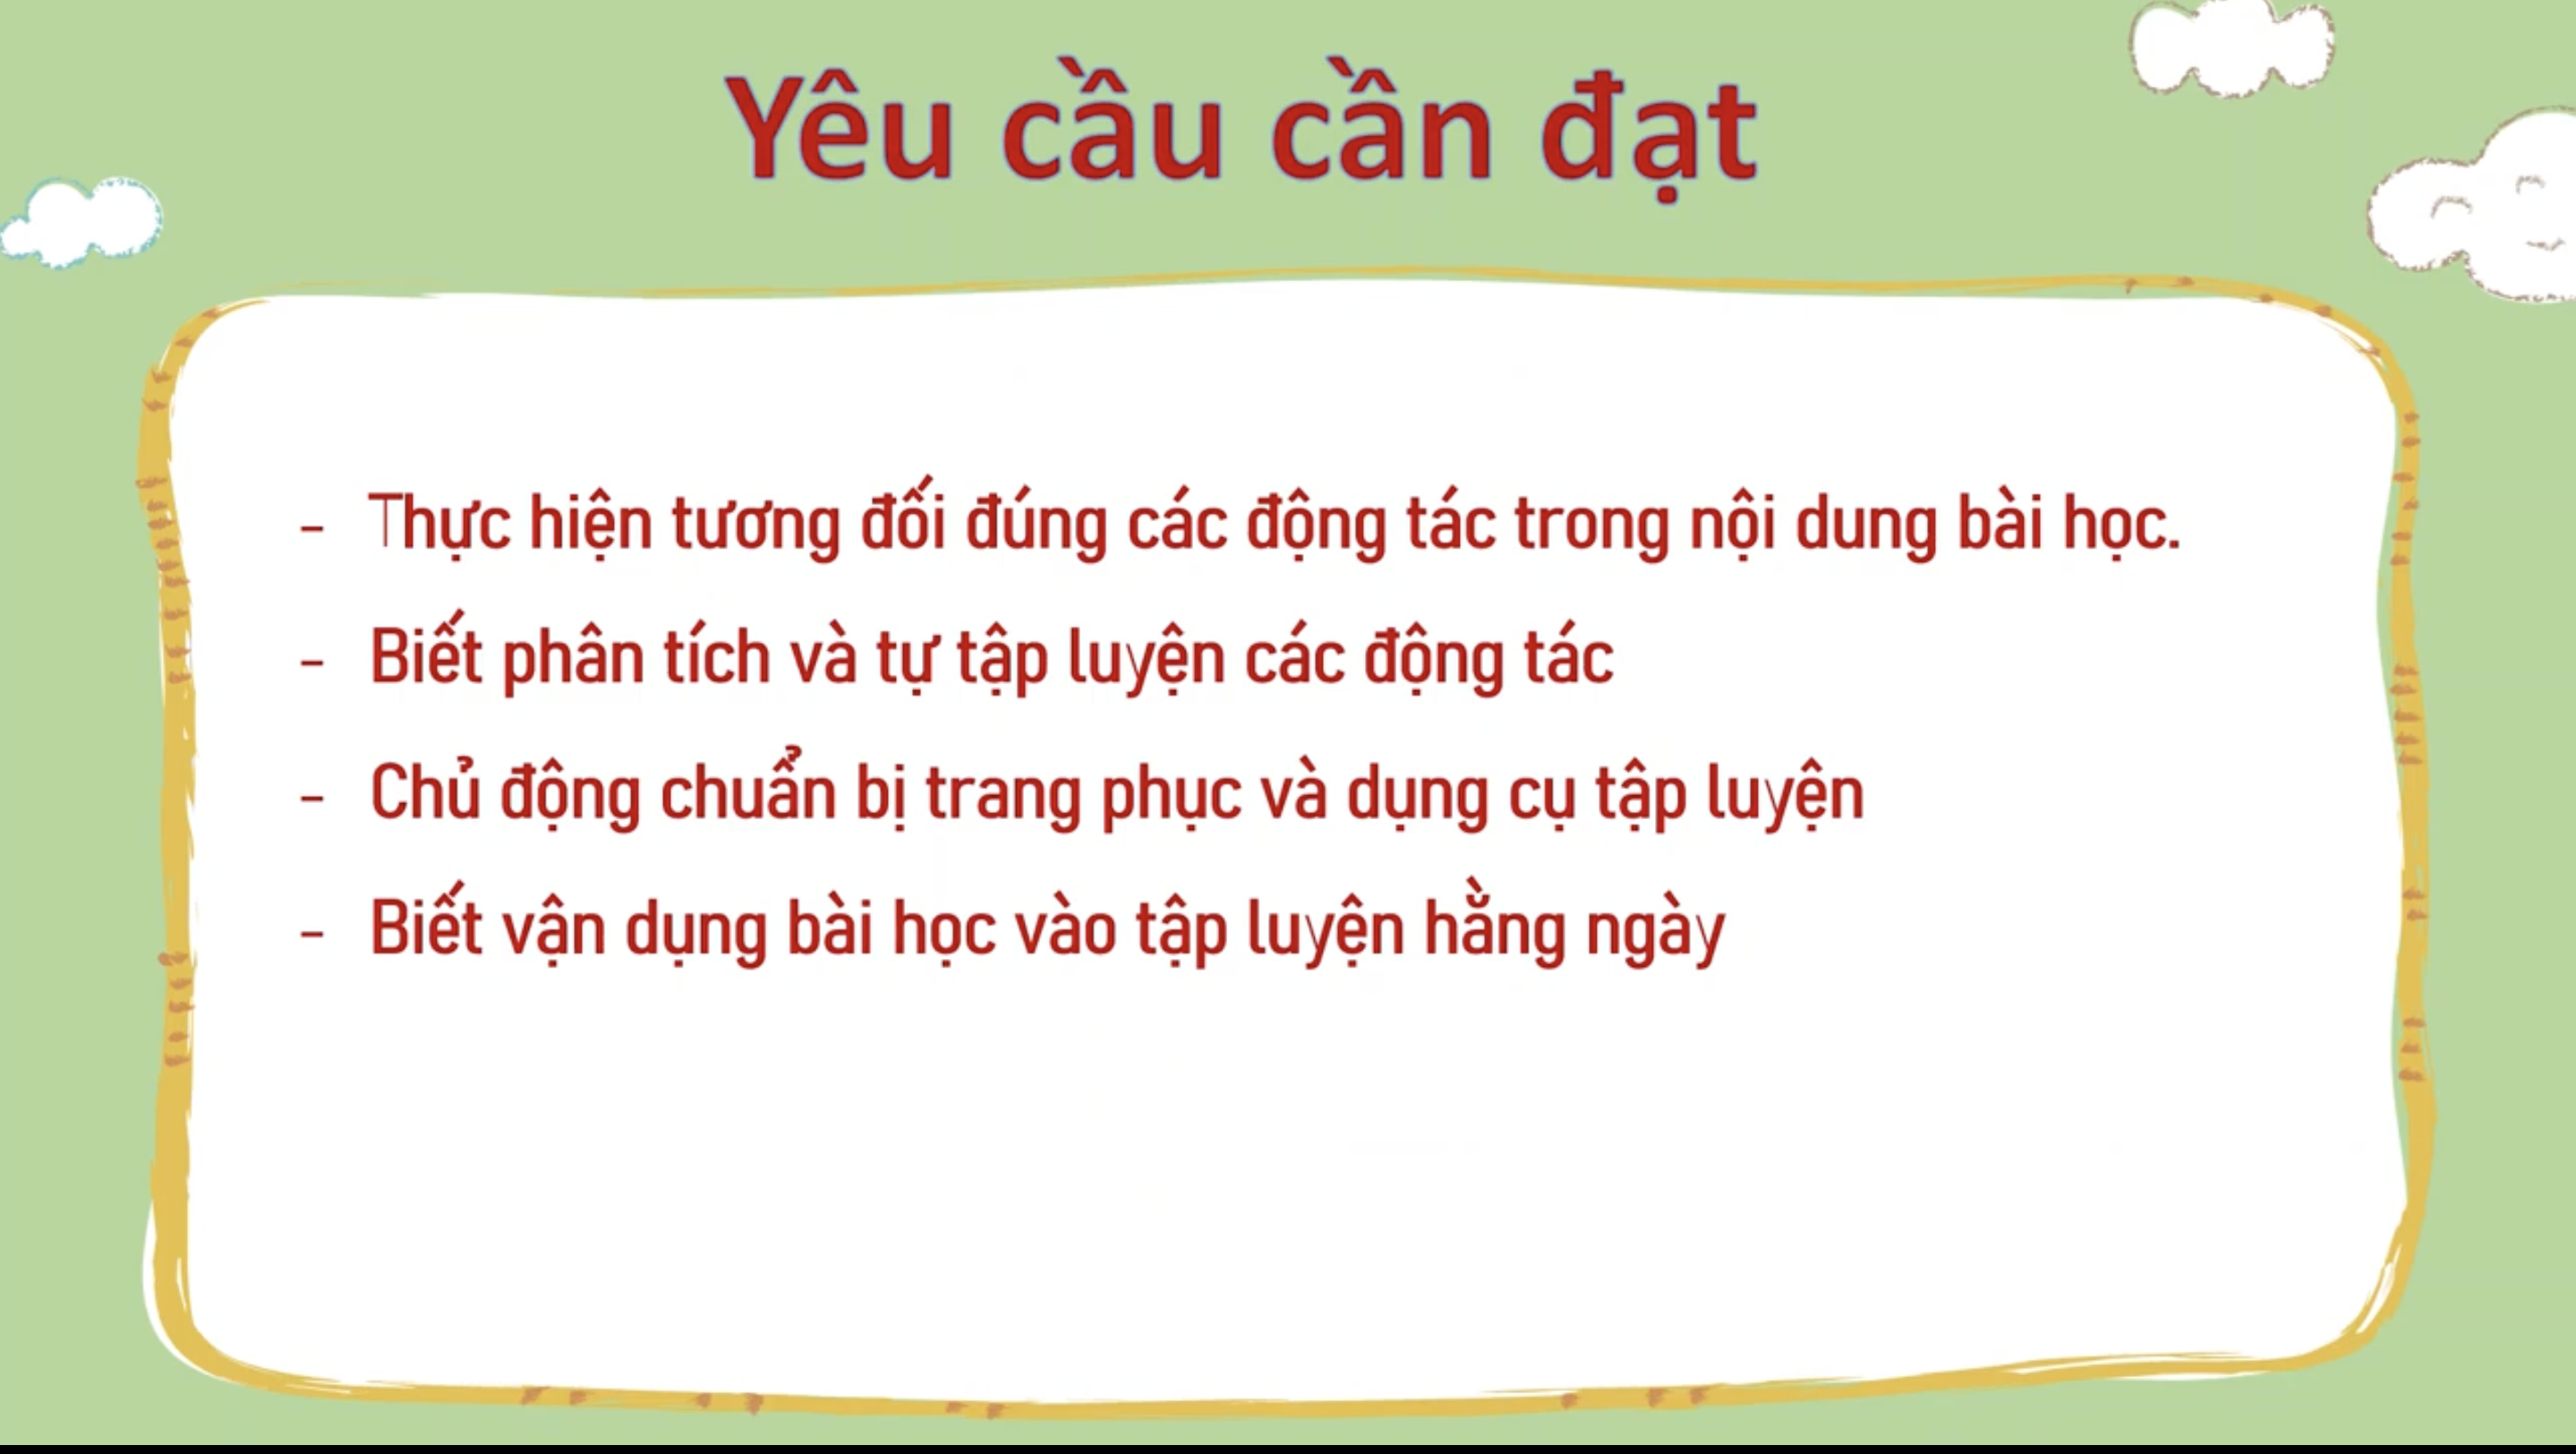 Yêu cầu cần đạt
- Thực hiện tương đối đúng các động tác trong nội dung bài học.
- Biết phân tích và tự tập luyện các động tác
- Chủ động chuẩn bị trang phục và dụng cụ tập luyện
- Biết vận dụng bài học vào tập luyện hằng ngày